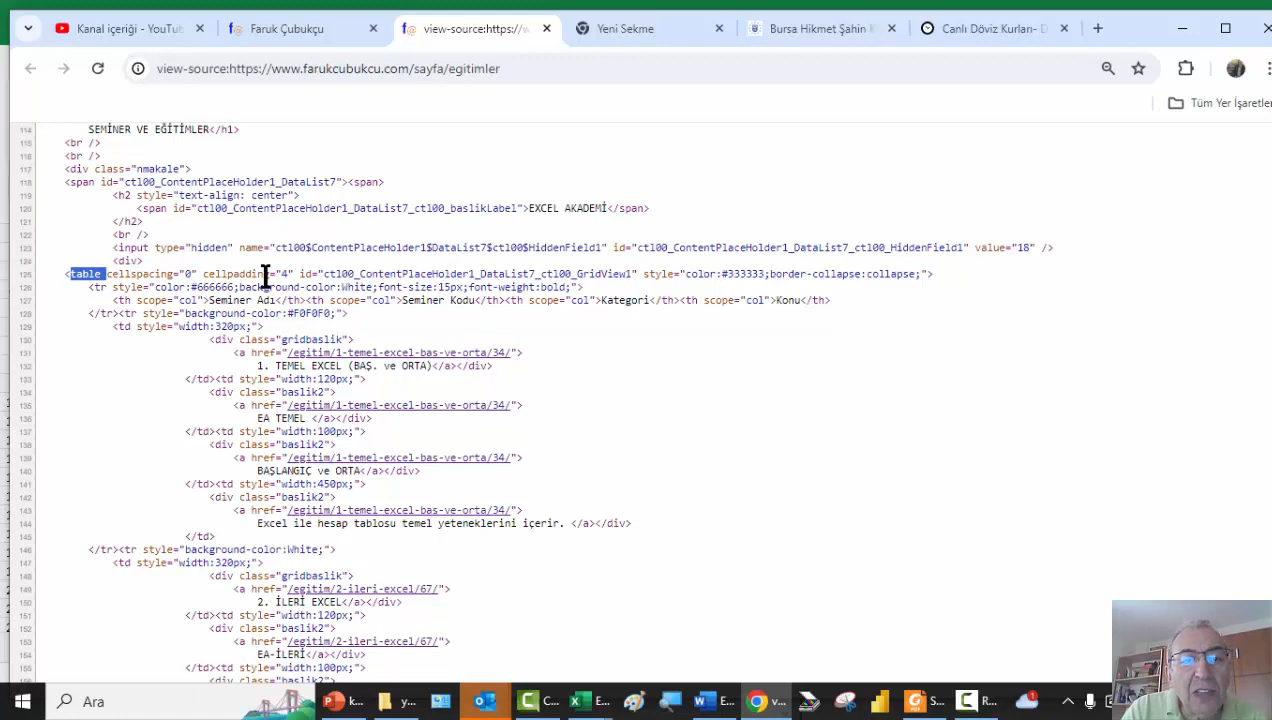 Kanal içeriği - YouTu
Faruk Çubukçu
view-source:https://w
Yeni Sekme
Bursa Hikmet Şahin K
Canlı Döviz Kurları- D
view-source:https://www.farukcubukcu.com/sayfa/egitimler
Tüm Yer İşaretler
114 SEMİNER VE EĞİTİMLER</h1>
115 <br />
116 <br />
117 <div class="nmakale">
118 <span id="ctl00_ContentPlaceHolder1_DataList7"><span>
119 <h2 style="text-align: center">
120 <span id="ctl00_ContentPlaceHolder1_DataList7_ctl00_baslikLabel">EXCEL AKADEMİ</span>
121 </h2>
122 <br />
123 <input type="hidden" name="ctl00$ContentPlaceHolder1$DataList7$ctl00$HiddenField1" id="ctl00_ContentPlaceHolder1_DataList7_ctl00_HiddenField1" value="18" />
124 <div>
125 <table cellspacing="0" cellpadding="4" id="ctl00_ContentPlaceHolder1_DataList7_ctl00_GridView1" style="color:#333333;border-collapse:collapse;">
126 <tr style="color:#666666;background-color:White;font-size:15px;font-weight:bold;">
127 <th scope="col">Seminer Adı</th><th scope="col">Seminer Kodu</th><th scope="col">Kategori</th><th scope="col">Konu</th>
128 </tr><tr style="background-color:#F0F0F0;">
129 <td style="width:320px;">
130 <div class="gridbaslik">
131 <a href="/egitim/1-temel-excel-bas-ve-orta/34/">
132 1. TEMEL EXCEL (BAŞ. ve ORTA)</a></div>
133 </td><td style="width:120px;">
134 <div class="baslik2">
135 <a href="/egitim/1-temel-excel-bas-ve-orta/34/">
136 EA TEMEL </a></div>
137 </td><td style="width:100px;">
138 <div class="baslik2">
139 <a href="/egitim/1-temel-excel-bas-ve-orta/34/">
140 BAŞLANGIÇ ve ORTA</a></div>
141 </td><td style="width:450px;">
142 <div class="baslik2">
143 <a href="/egitim/1-temel-excel-bas-ve-orta/34/">
144 Excel ile hesap tablosu temel yeteneklerini içerir. </a></div>
145 </td>
146 </tr><tr style="background-color:White;">
147 <td style="width:320px;">
148 <div class="gridbaslik">
149 <a href="/egitim/2-ileri-excel/67/">
150 2. İLERİ EXCEL</a></div>
151 </td><td style="width:120px;">
152 <div class="baslik2">
153 <a href="/egitim/2-ileri-excel/67/">
154 EA-İLERİ</a></div>
155 </td><td style="width:100px;">
156 <div class="baslik2">
Ara
k...
y...
C...
E...
E...
v...
S...
R...
1